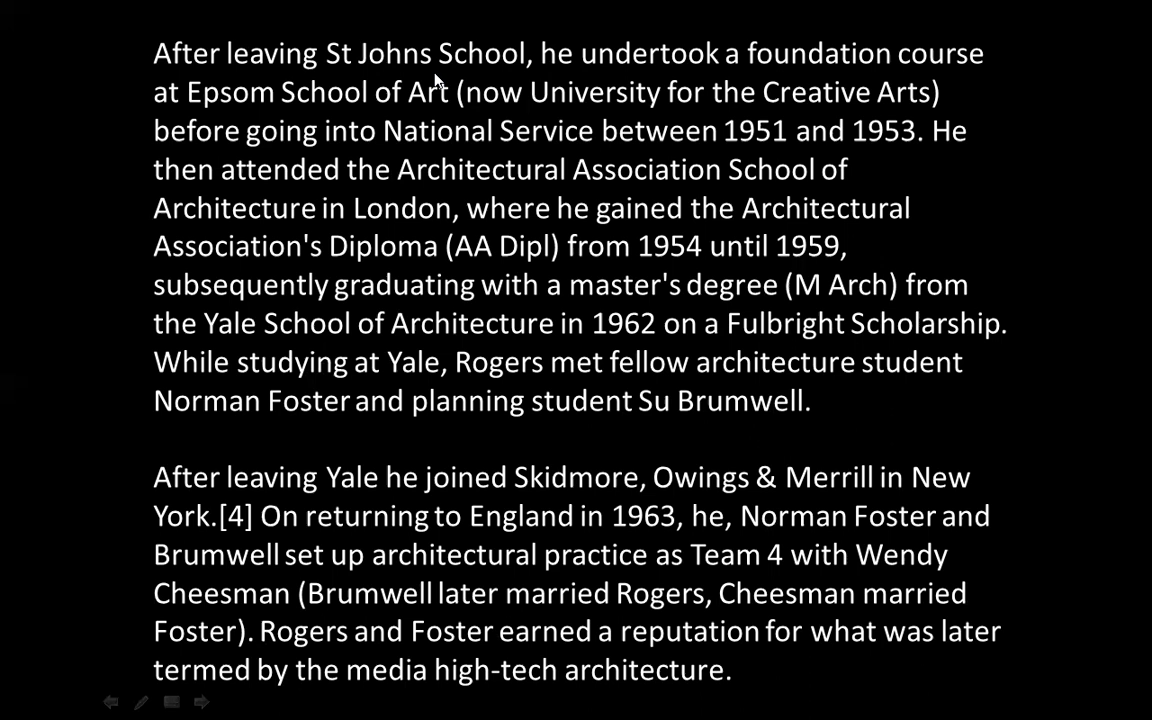 After leaving St Johns School, he undertook a foundation course
at Epsom School of Art (now University for the Creative Arts)
before going into National Service between 1951 and 1953. He
then attended the Architectural Association School of
Architecture in London, where he gained the Architectural
Association's Diploma (AA Dipl) from 1954 until 1959,
subsequently graduating with a master's degree (M Arch) from
the Yale School of Architecture in 1962 on a Fulbright Scholarship.
While studying at Yale, Rogers met fellow architecture student
Norman Foster and planning student Su Brumwell.
After leaving Yale he joined Skidmore, Owings & Merrill in New
York.[4] On returning to England in 1963, he, Norman Foster and
Brumwell set up architectural practice as Team 4 with Wendy
Cheesman (Brumwell later married Rogers, Cheesman married
Foster). Rogers and Foster earned a reputation for what was later
termed by the media high-tech architecture.